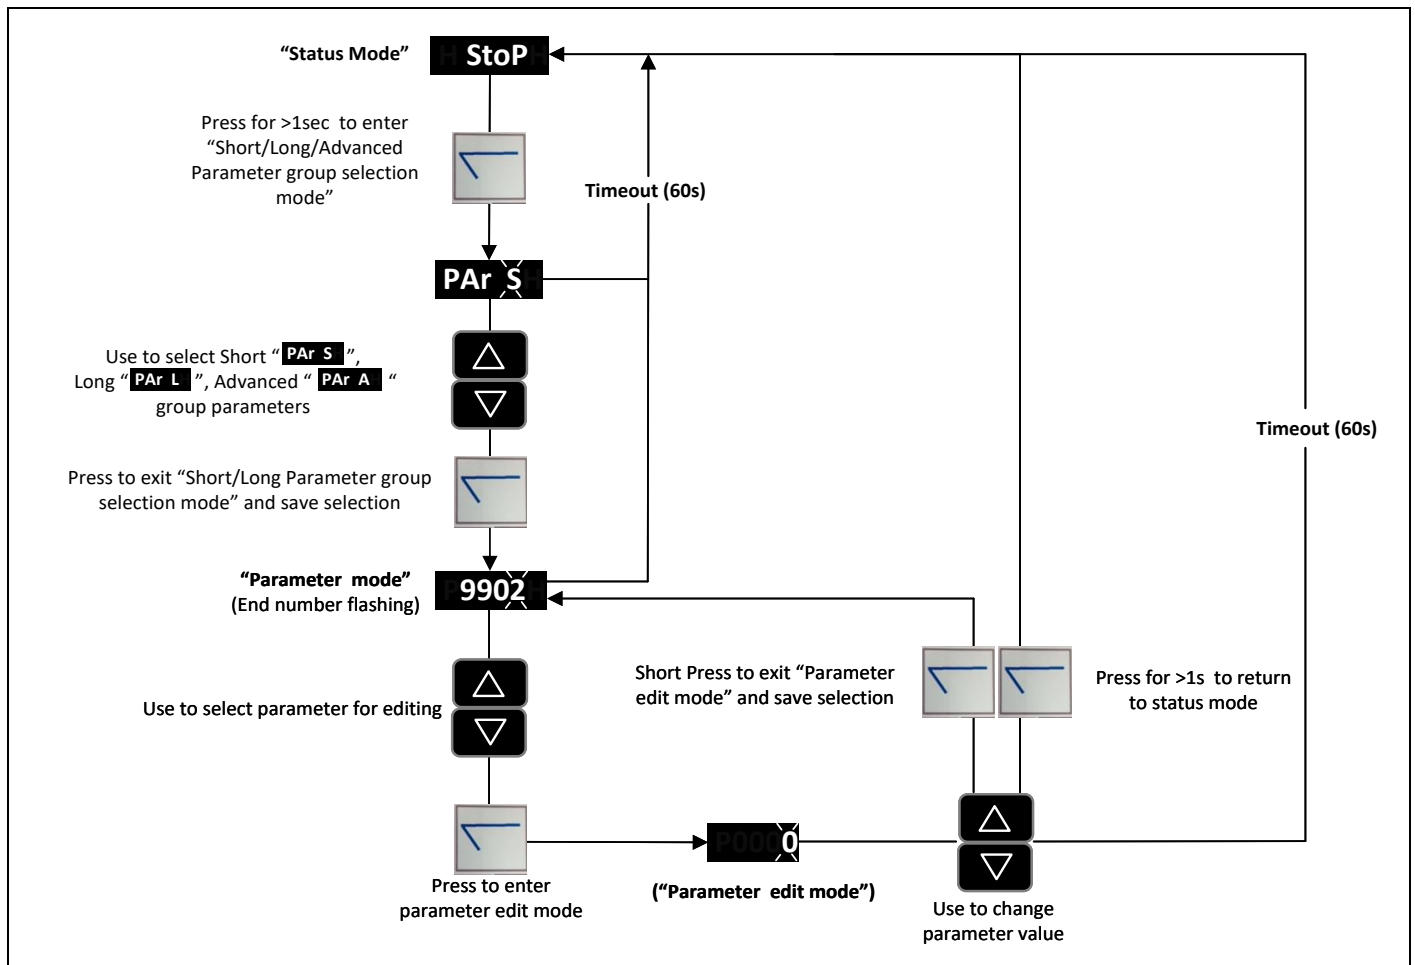 “Status Mode”
StoP
Press for >1sec to enter
“Short/Long/Advanced
Parameter group selection
mode”
Timeout (60s)
PAr S
Use to select Short “ PAr S ”,
Long “ PAr L ”, Advanced “ PAr A “
group parameters
Timeout (60s)
Press to exit “Short/Long Parameter group
selection mode” and save selection
“Parameter mode”
(End number flashing)
9902
Use to select parameter for editing
Short Press to exit “Parameter
edit mode” and save selection
Press for >1s to return
to status mode
P0000
Press to enter
parameter edit mode
(“Parameter edit mode”)
Use to change
parameter value